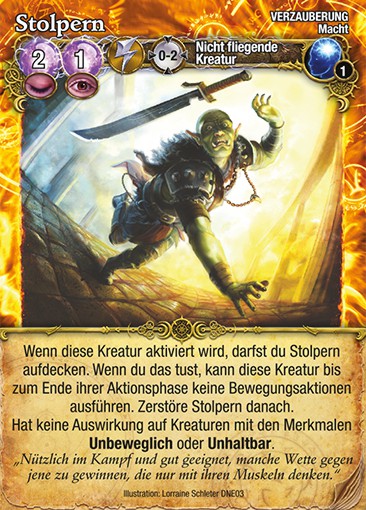 Stolpern
VERZAUBERUNG
Macht
2
1
0-2
Nicht fliegende
Kreatur
1
Wenn diese Kreatur aktiviert wird, darfst du Stolpern
aufdecken. Wenn du das tust, kann diese Kreatur bis
zum Ende ihrer Aktionsphase keine Bewegungsaktionen
ausführen. Zerstöre Stolpern danach.
Hat keine Auswirkung auf Kreaturen mit den Merkmalen
Unbeweglich oder Unhaltbar.
„Nützlich im Kampf und gut geeignet, manche Wette gegen
jene zu gewinnen, die nur mit ihren Muskeln denken.“
Illustration: Lorraine Schleter DNE03